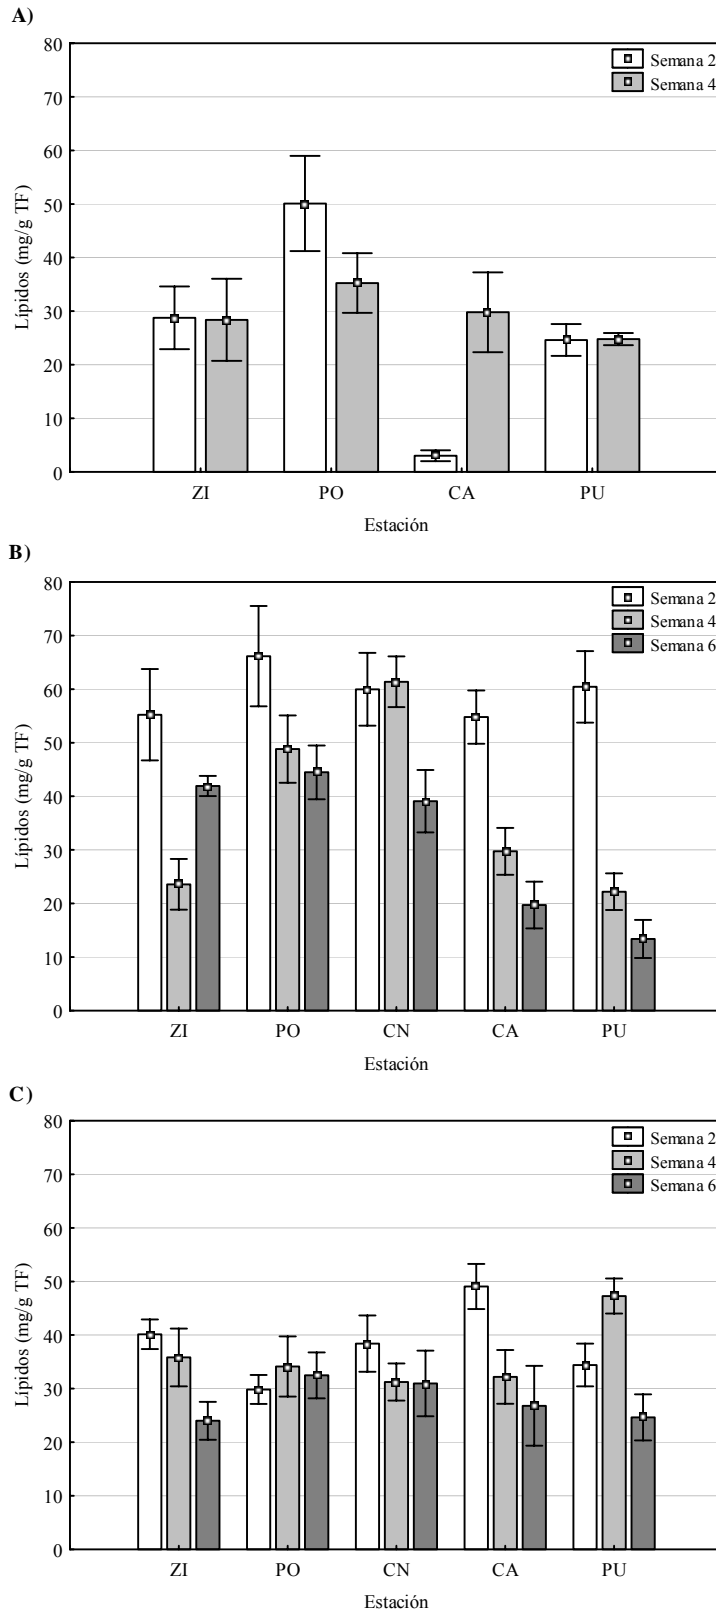 A)
80
70
60
50
40
30
20
10
0
Lípidos (mg/g TF)
Semana 2
Semana 4
ZI PO CA PU
Estación
B)
80
70
60
50
40
30
20
10
0
Lípidos (mg/g TF)
Semana 2
Semana 4
Semana 6
ZI PO CN CA PU
Estación
C)
80
70
60
50
40
30
20
10
0
Lípidos (mg/g TF)
Semana 2
Semana 4
Semana 6
ZI PO CN CA PU
Estación